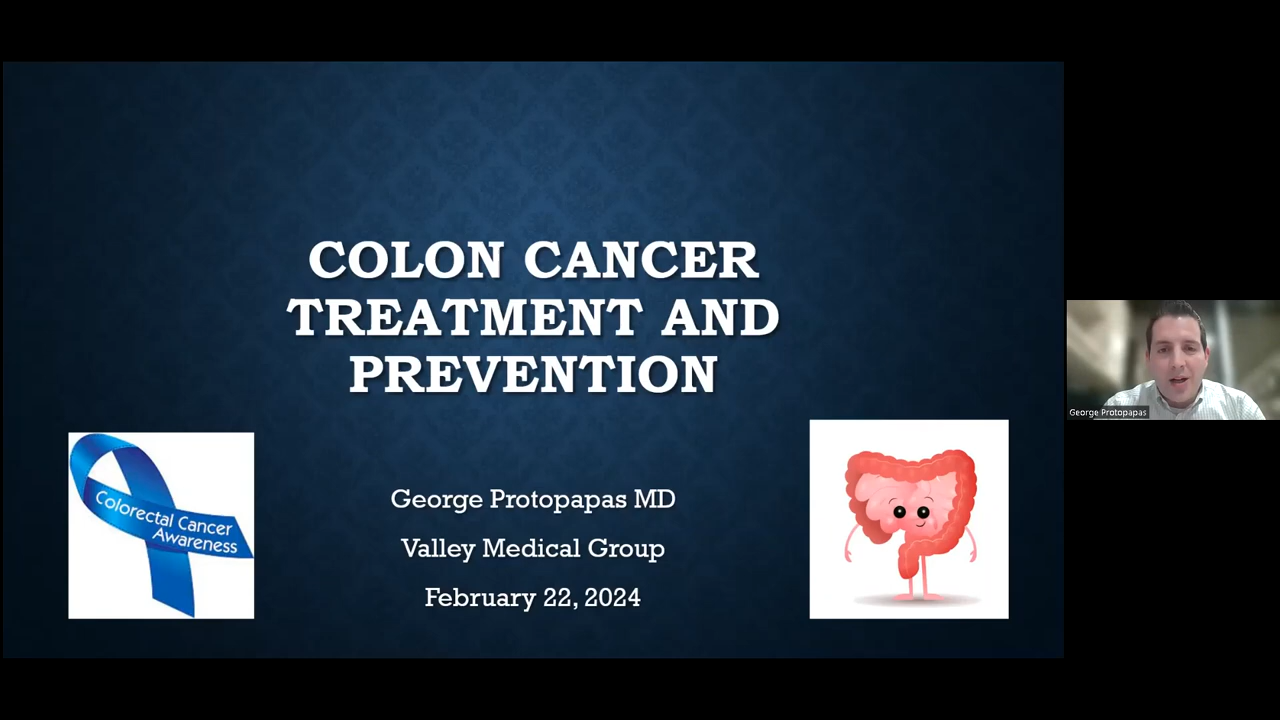 COLON CANCER
TREATMENT AND
PREVENTION
Colorectal Cancer
Awareness
George Protopapas MD
Valley Medical Group
February 22, 2024
George Protopapas